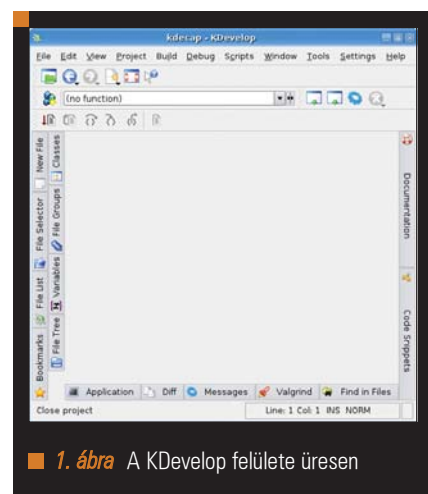 kdecap - KDevelop
File Edit View Project Build Debug Scripts Window Tools Settings Help
(no function)
New File
File Selector
File List
Bookmarks
Classes
File Groups
Variables
File Tree
Documentation
Code Snippets
Application Diff Messages Valgrind Find in Files
Close project Line: 1 Col: 1 INS NORM
1. ábra A KDevelop felülete üresen